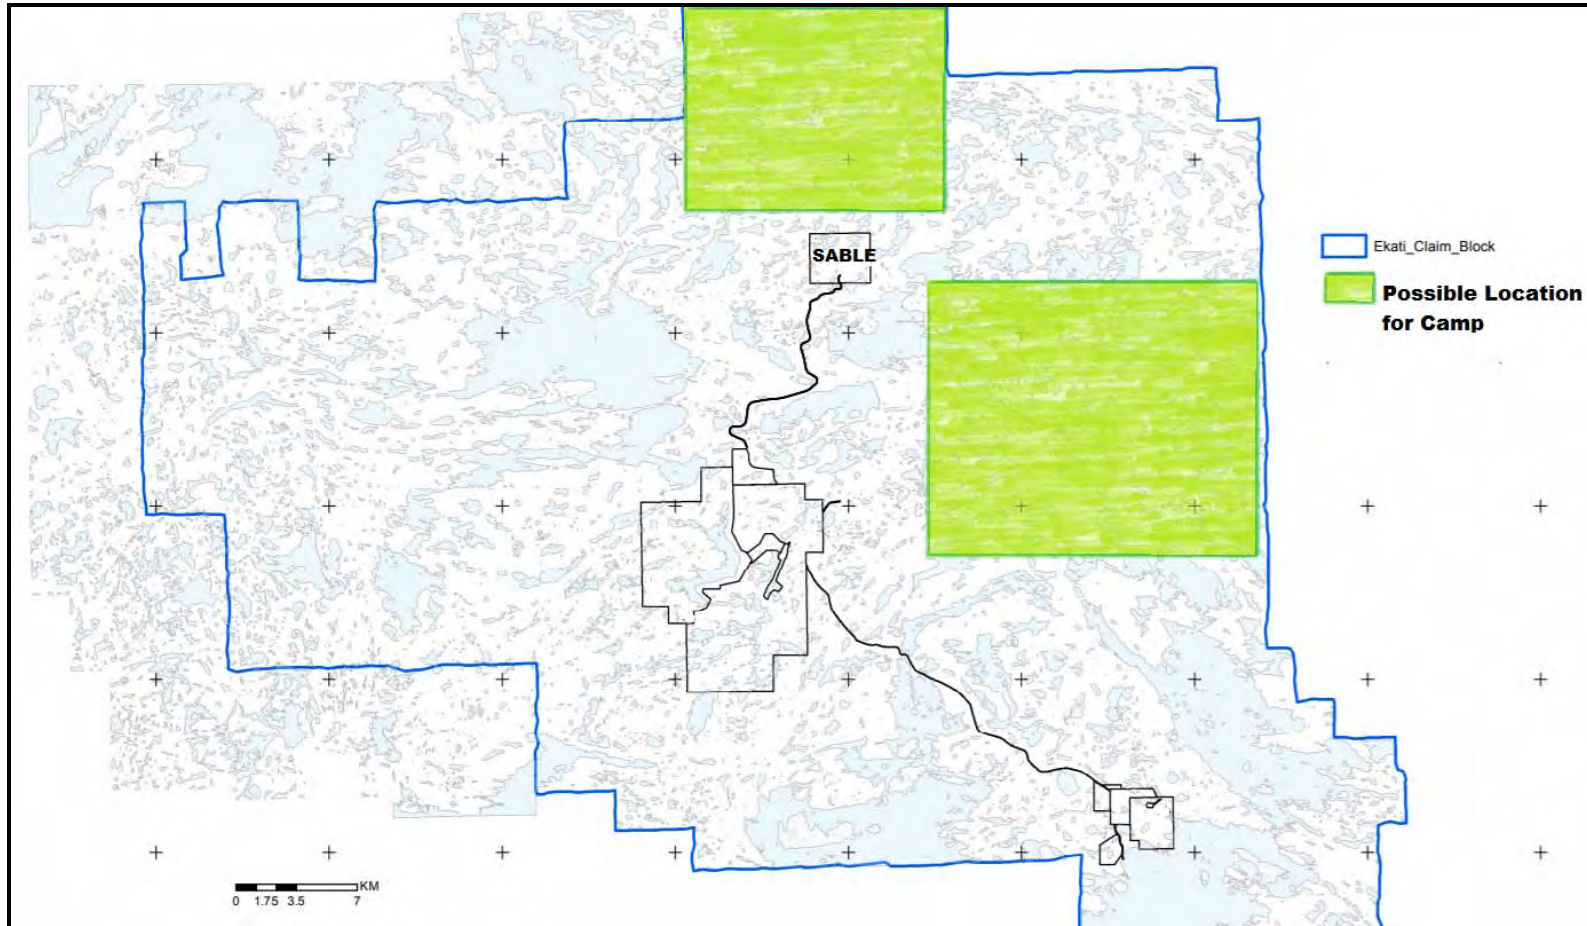 SABLE
Ekati_Claim_Block
Possible Location
for Camp
KM
0 1.75 3.5 7